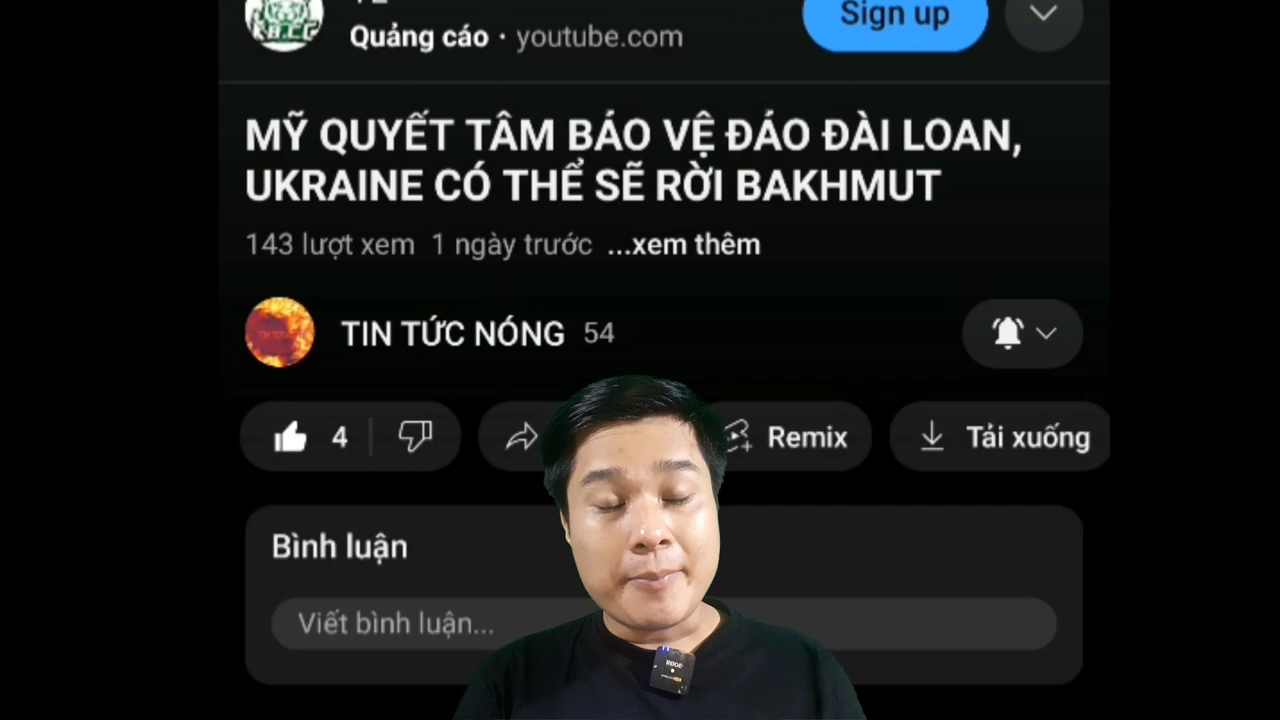 Quảng cáo · youtube.com
Sign up
MỸ QUYẾT TÂM BẢO VỆ ĐẢO ĐÀI LOAN,
UKRAINE CÓ THỂ SẼ RỜI BAKHMUT
143 lượt xem 1 ngày trước ...xem thêm
TIN TỨC NÓNG 54
4
Remix
Tải xuống
Bình luận
Viết bình luận...
RØDE